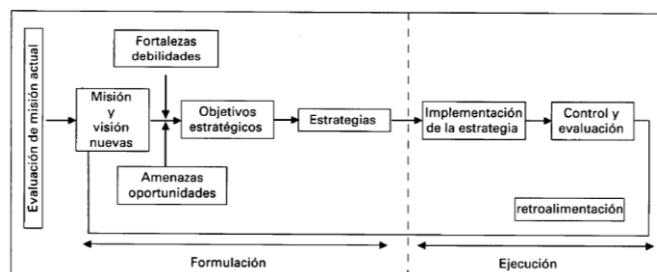 Evaluación de misión actual
Fortalezas
debilidades
Misión
y
visión
nuevas
Amenazas
oportunidades
Objetivos
estratégicos
Estrategias
Implementación
de la estrategia
Control y
evaluación
retroalimentación
Formulación
Ejecución